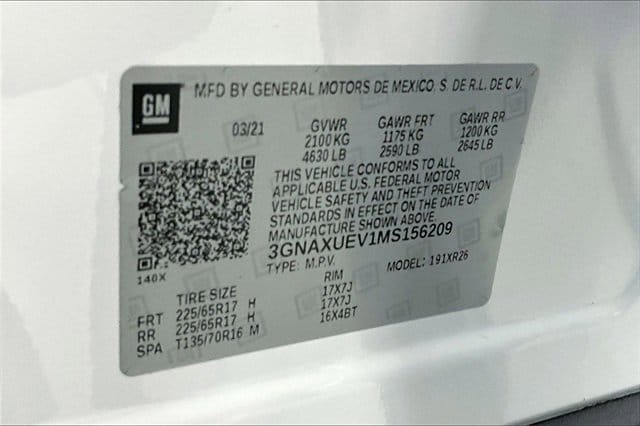 GM MFD BY GENERAL MOTORS DE MEXICO, S. DE R.L. DE C.V.
03/21 GVWR GAWR FRT GAWR RR
2100 KG 1175 KG 1200 KG
4630 LB 2590 LB 2645 LB
THIS VEHICLE CONFORMS TO ALL
APPLICABLE U.S. FEDERAL MOTOR
VEHICLE SAFETY AND THEFT PREVENTION
STANDARDS IN EFFECT ON THE DATE OF
MANUFACTURE SHOWN ABOVE.
3GNAXUEV1MS156209
140X TYPE: M.P.V. MODEL: 191XR26
TIRE SIZE RIM
FRT 225/65R17 H 17X7J
RR 225/65R17 H 17X7J
SPA T135/70R16 M 16X4BT